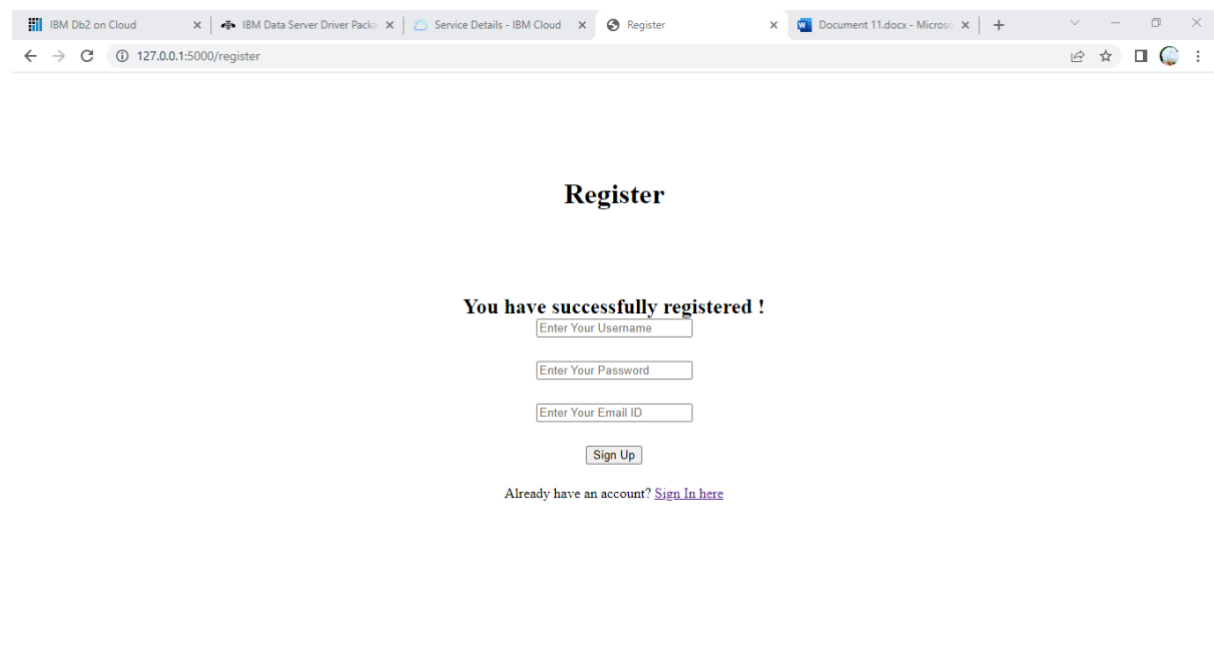 IBM Db2 on Cloud
IBM Data Server Driver Packa
Service Details - IBM Cloud
Register
Document 11.docx - Microso
127.0.0.1:5000/register
Register
You have successfully registered !
Enter Your Username
Enter Your Password
Enter Your Email ID
Sign Up
Already have an account? Sign In here